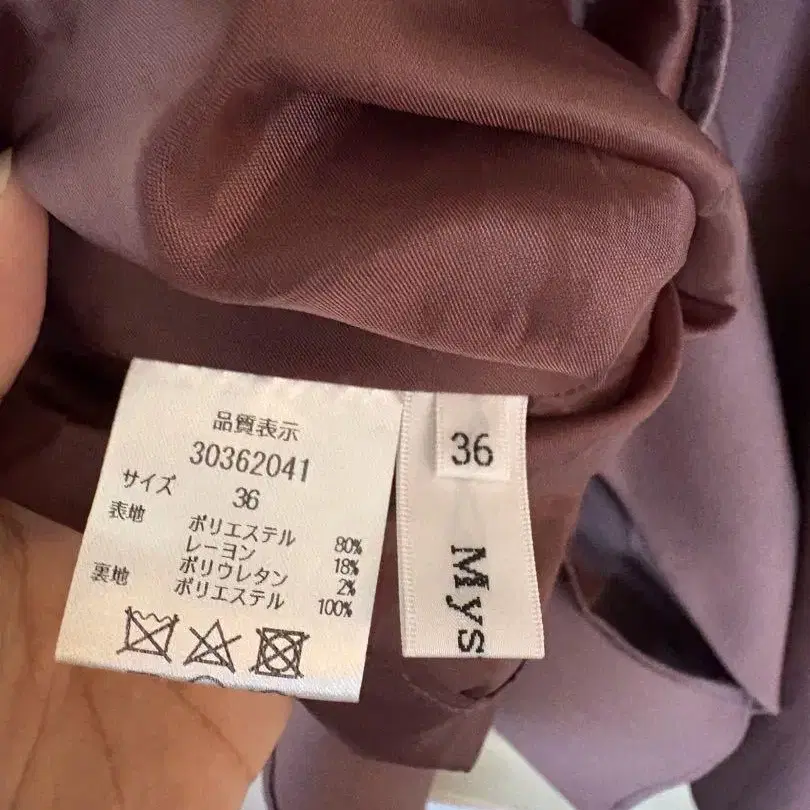 品質表示
30362041
サイズ 36
表地 ポリエステル 80%
レーヨン 18%
ポリウレタン 2%
裏地 ポリエステル 100%
36
Mys